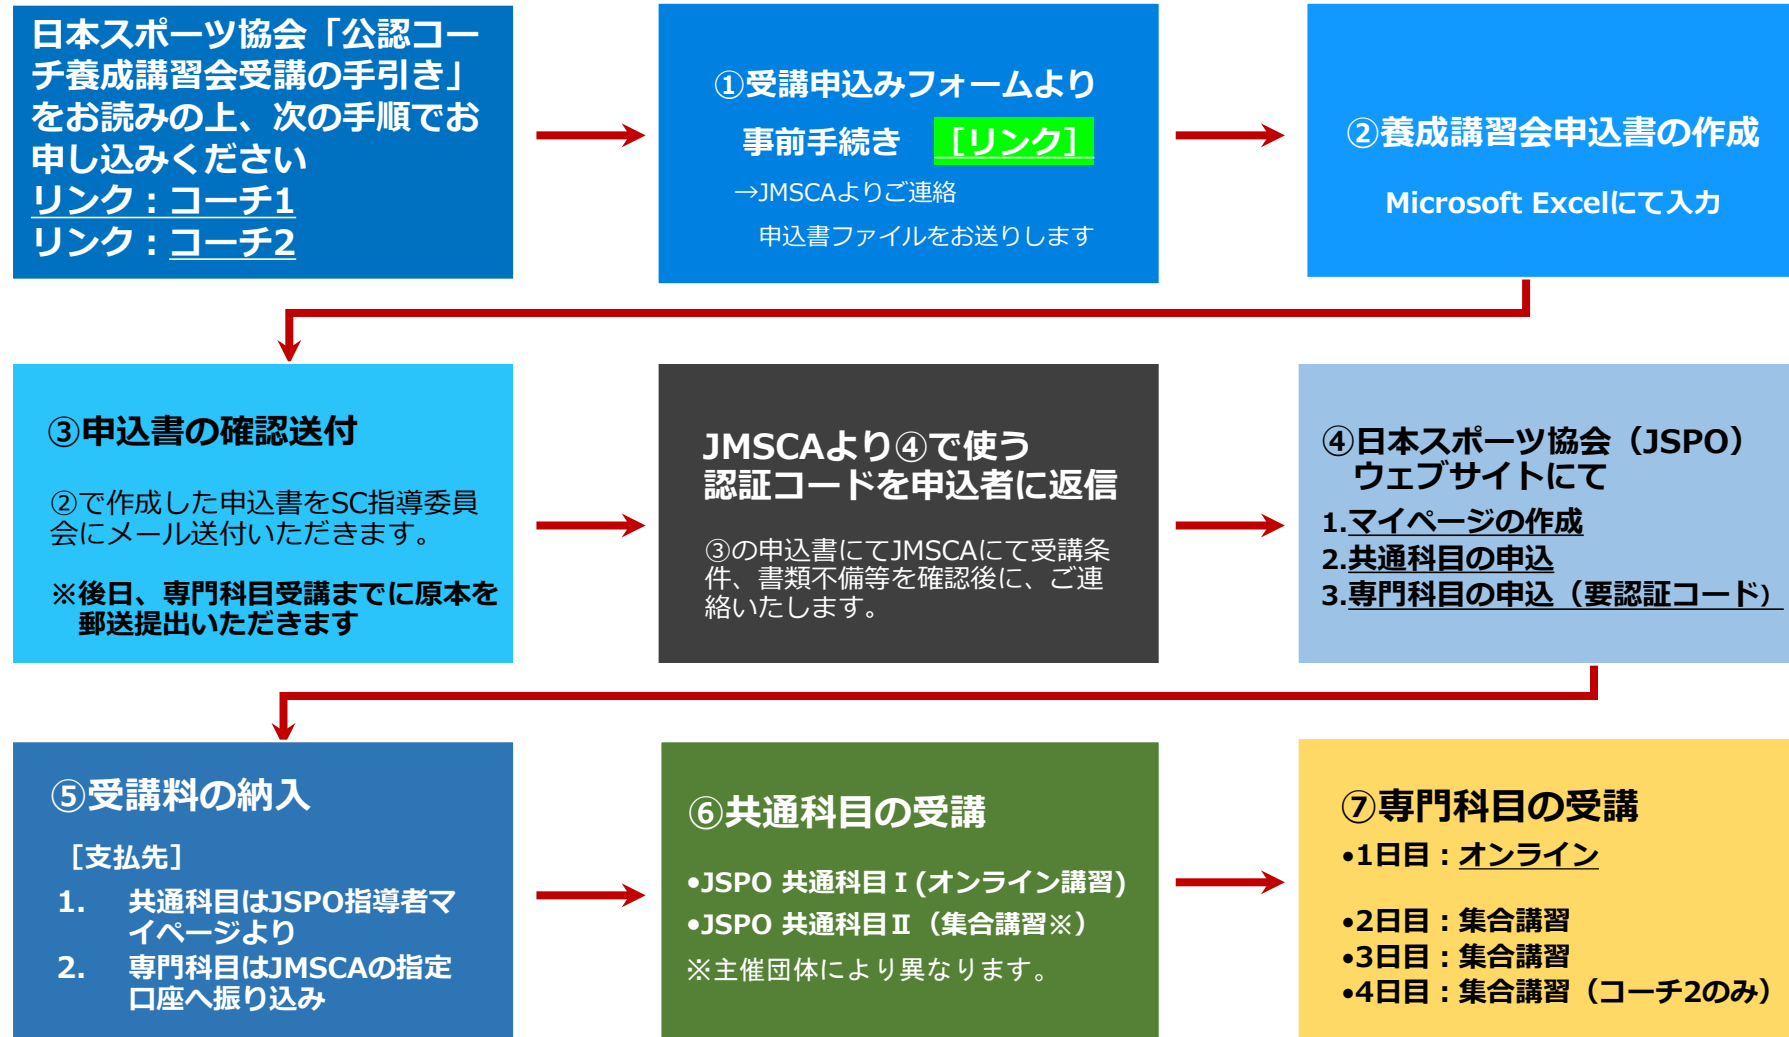 日本スポーツ協会「公認コー
チ養成講習会受講の手引き」
をお読みの上、次の手順でお
申し込みください
リンク：コーチ1
リンク：コーチ2
①受講申込みフォームより
事前手続き ［リンク］
→JMSCAよりご連絡
申込書ファイルをお送りします
②養成講習会申込書の作成
Microsoft Excelにて入力
③申込書の確認送付
②で作成した申込書をSC指導委員
会にメール送付いただきます。
※後日、専門科目受講までに原本を
郵送提出いただきます
JMSCAより④で使う
認証コードを申込者に返信
③の申込書にてJMSCAにて受講条
件、書類不備等を確認後に、ご連
絡いたします。
④日本スポーツ協会（JSPO）
ウェブサイトにて
1.マイページの作成
2.共通科目の申込
3.専門科目の申込（要認証コード）
⑤受講料の納入
［支払先］
1. 共通科目はJSPO指導者マ
イページより
2. 専門科目はJMSCAの指定
口座へ振り込み
⑥共通科目の受講
•JSPO 共通科目Ⅰ(オンライン講習)
•JSPO 共通科目Ⅱ（集合講習※）
※主催団体により異なります。
⑦専門科目の受講
•1日目：オンライン
•2日目：集合講習
•3日目：集合講習
•4日目：集合講習（コーチ2のみ）